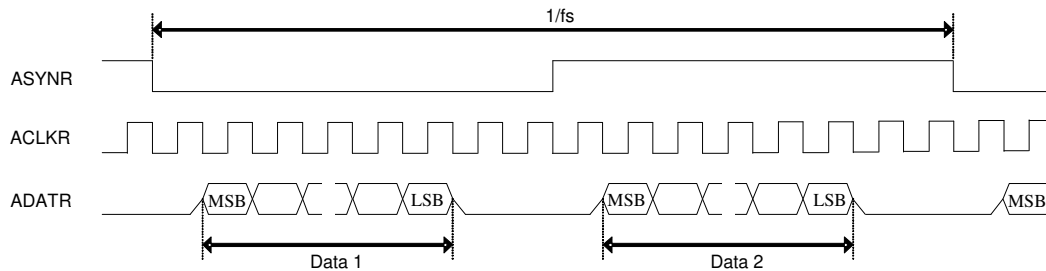 1/fs
ASYNR
ACLKR
ADATR
MSB LSB MSB LSB MSB
Data 1 Data 2